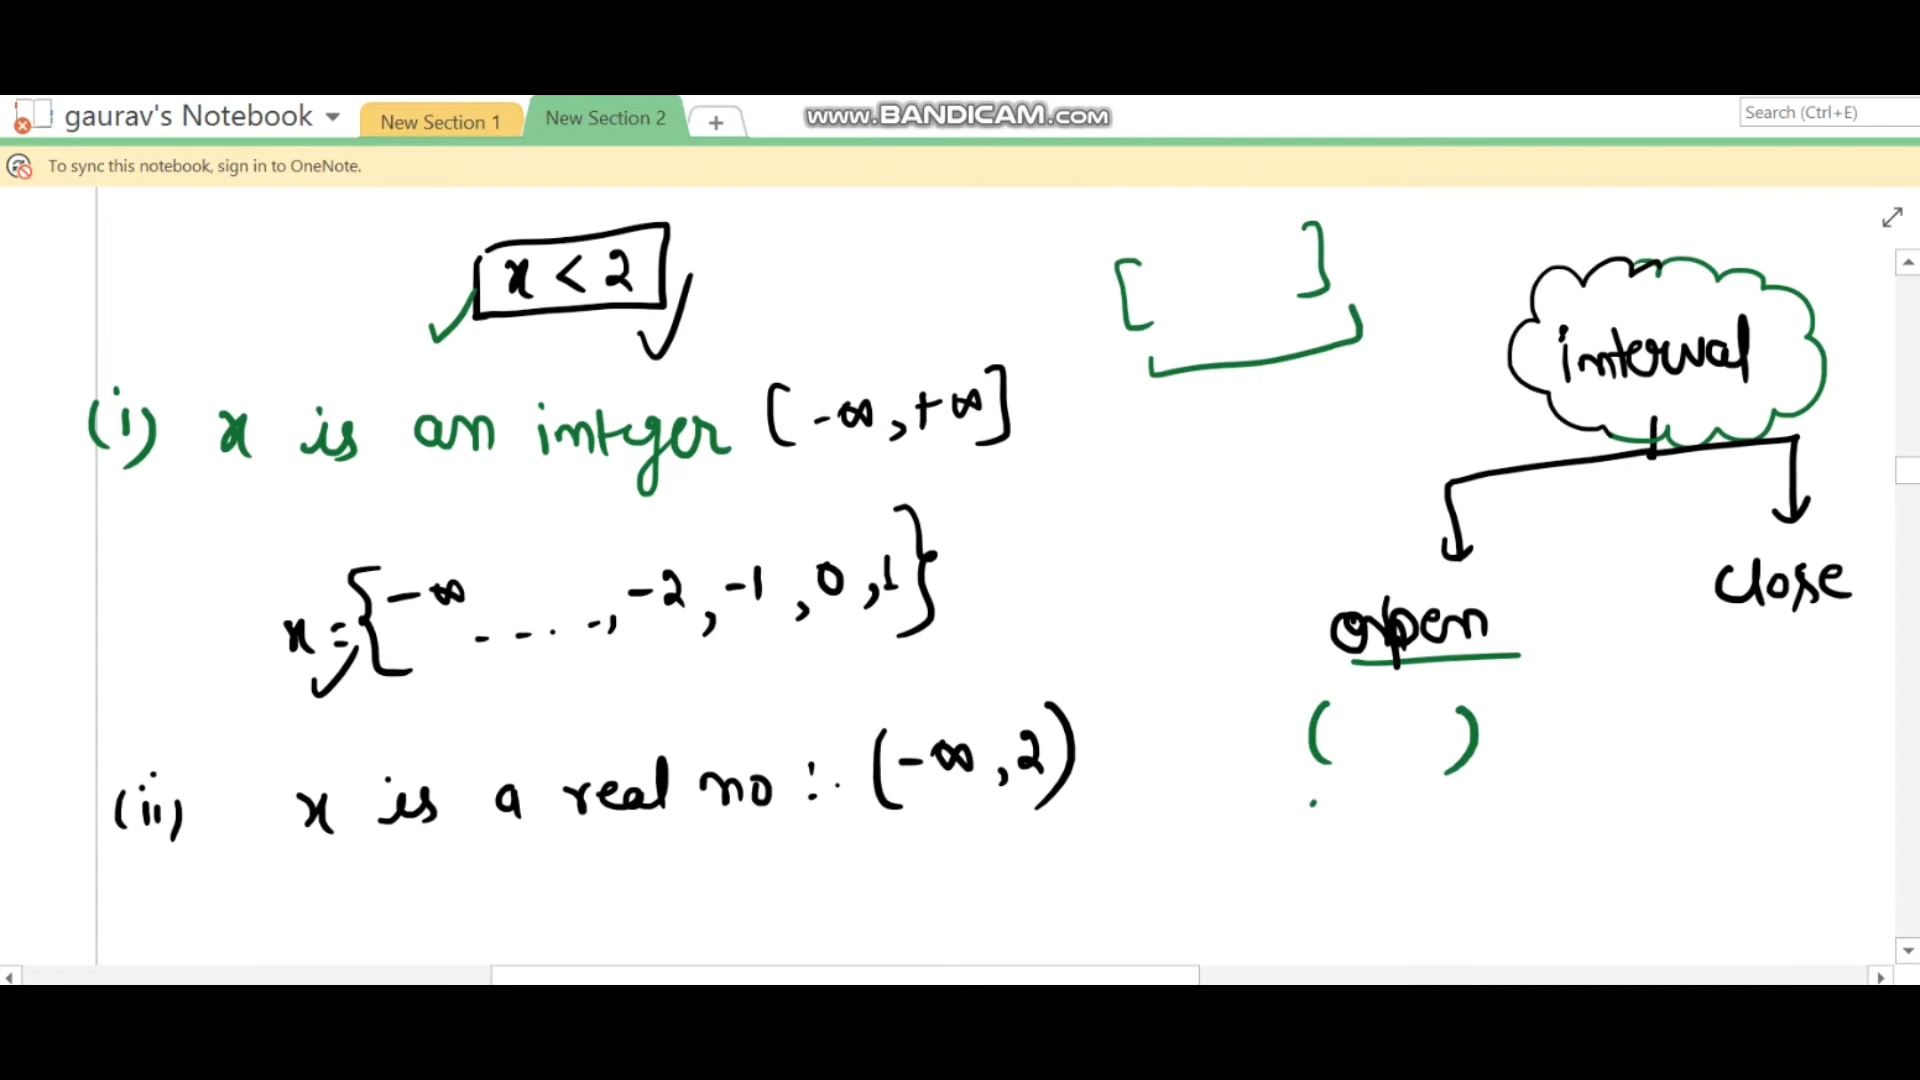 gaurav's Notebook
New Section 1
New Section 2
+
www.BANDICAM.com
Search (Ctrl+E)
To sync this notebook, sign in to OneNote.
x < 2
[ ]
interval
(i) x is an integer [-∞,+∞]
open
close
x = {-∞ - - . . -, -2, -1, 0, 1}
( )
(ii) x is a real no :. (-∞, 2)